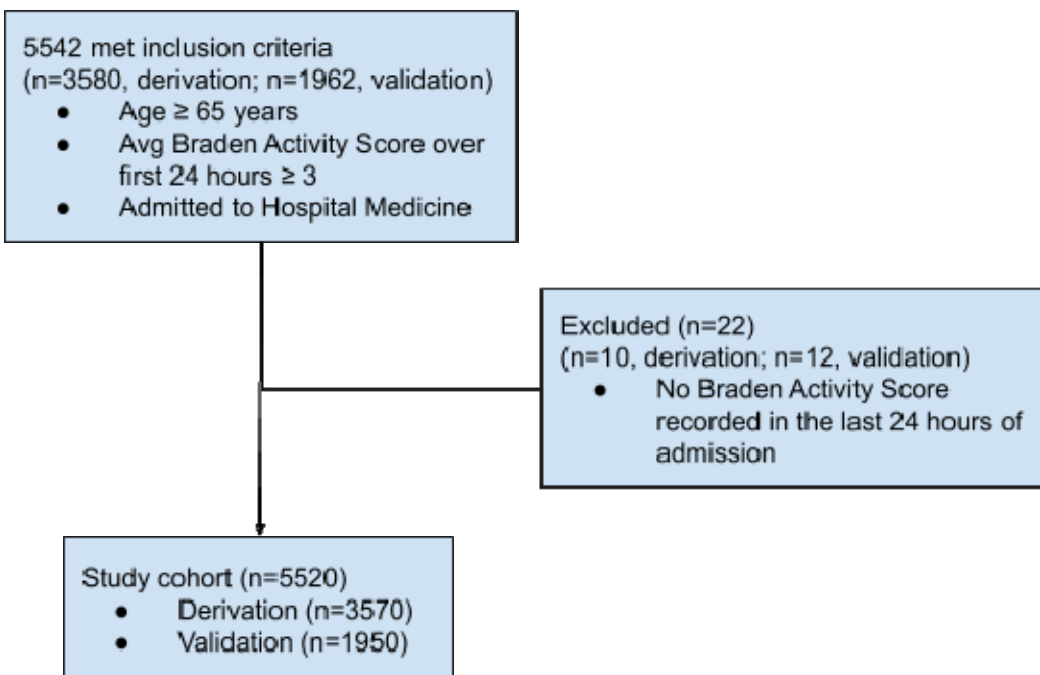 5542 met inclusion criteria
(n=3580, derivation; n=1962, validation)
● Age ≥ 65 years
● Avg Braden Activity Score over
first 24 hours ≥ 3
● Admitted to Hospital Medicine
Excluded (n=22)
(n=10, derivation; n=12, validation)
● No Braden Activity Score
recorded in the last 24 hours of
admission
Study cohort (n=5520)
● Derivation (n=3570)
● Validation (n=1950)